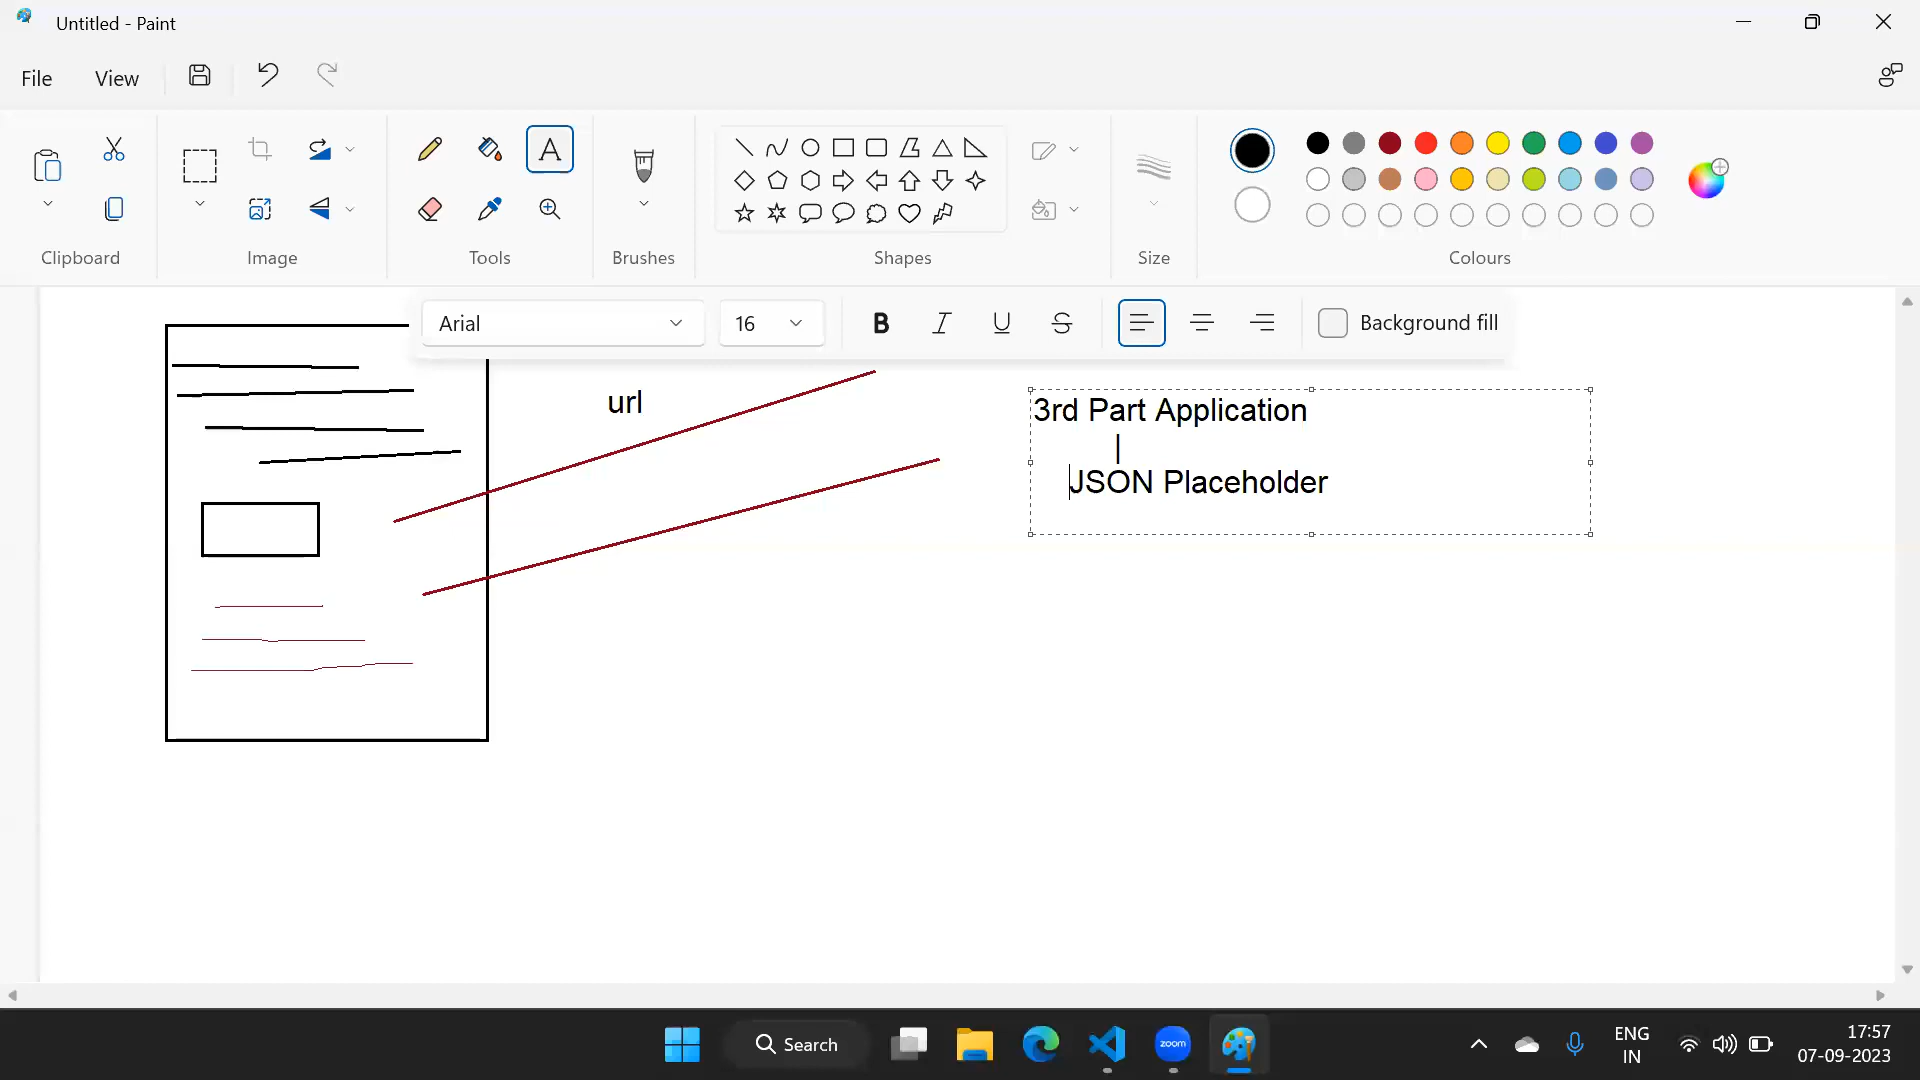 Untitled - Paint
File
View
Clipboard
Image
A
Tools
Brushes
Shapes
Size
Colours
Arial
16
B
I
U
S
Background fill
url
3rd Part Application
|
JSON Placeholder
Search
zoom
ENG
IN
17:57
07-09-2023